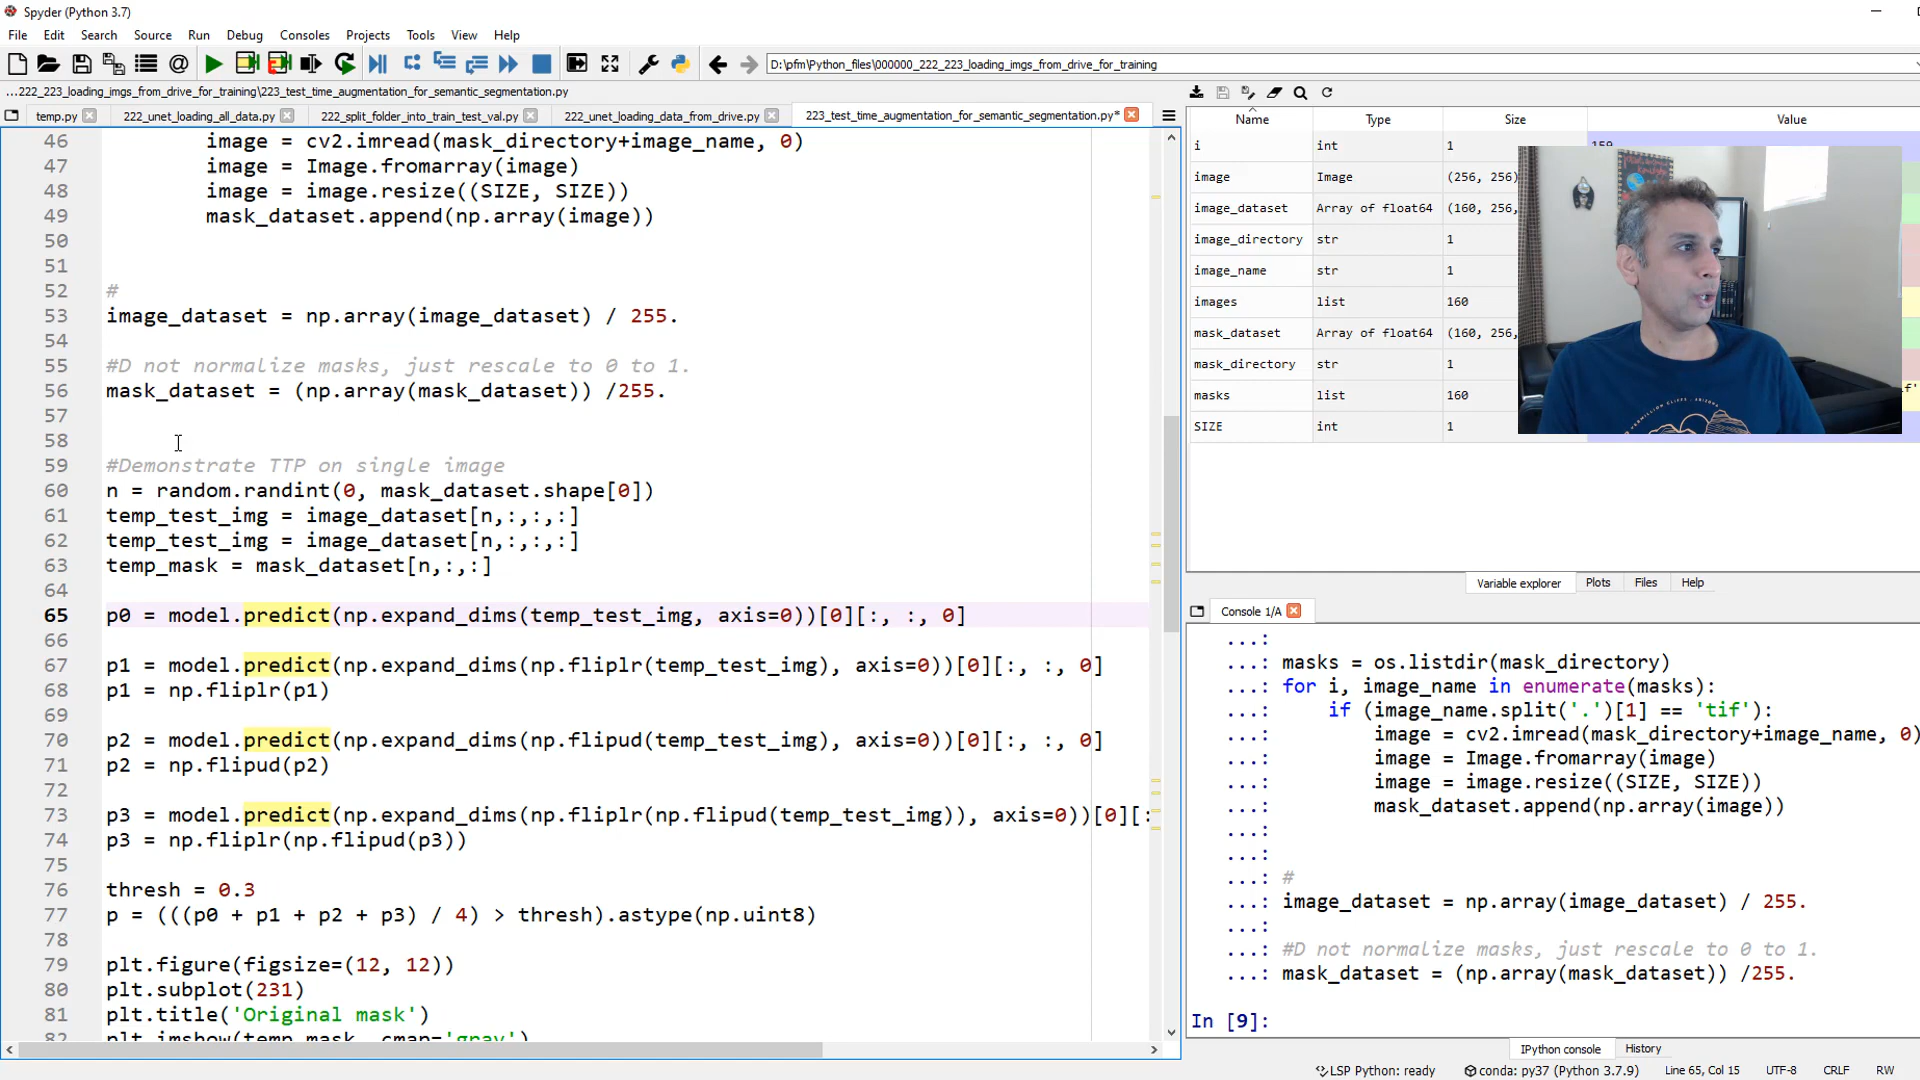 Spyder (Python 3.7)
File Edit Search Source Run Debug Consoles Projects Tools View Help
D:\pfm\Python_files\000000_222_223_loading_imgs_from_drive_for_training
...222_223_loading_imgs_from_drive_for_training\223_test_time_augmentation_for_semantic_segmentation.py
temp.py 222_unet_loading_all_data.py 222_split_folder_into_train_test_val.py 222_unet_loading_data_from_drive.py 223_test_time_augmentation_for_semantic_segmentation.py*
46 image = cv2.imread(mask_directory+image_name, 0)
47 image = Image.fromarray(image)
48 image = image.resize((SIZE, SIZE))
49 mask_dataset.append(np.array(image))
50
51
52 #
53 image_dataset = np.array(image_dataset) / 255.
54
55 #D not normalize masks, just rescale to 0 to 1.
56 mask_dataset = (np.array(mask_dataset)) /255.
57
58
59 #Demonstrate TTP on single image
60 n = random.randint(0, mask_dataset.shape[0])
61 temp_test_img = image_dataset[n,:,:,:]
62 temp_test_img = image_dataset[n,:,:,:]
63 temp_mask = mask_dataset[n,:,:]
64
65 p0 = model.predict(np.expand_dims(temp_test_img, axis=0))[0][:, :, 0]
66
67 p1 = model.predict(np.expand_dims(np.fliplr(temp_test_img), axis=0))[0][:, :, 0]
68 p1 = np.fliplr(p1)
69
70 p2 = model.predict(np.expand_dims(np.flipud(temp_test_img), axis=0))[0][:, :, 0]
71 p2 = np.flipud(p2)
72
73 p3 = model.predict(np.expand_dims(np.fliplr(np.flipud(temp_test_img)), axis=0))[0][:
74 p3 = np.fliplr(np.flipud(p3))
75
76 thresh = 0.3
77 p = (((p0 + p1 + p2 + p3) / 4) > thresh).astype(np.uint8)
78
79 plt.figure(figsize=(12, 12))
80 plt.subplot(231)
81 plt.title('Original mask')
82 plt.imshow(temp_mask, cmap='gray')
Name Type Size Value
i int 1 159
image Image (256, 256)
image_dataset Array of float64 (160, 256,
image_directory str 1
image_name str 1
images list 160
mask_dataset Array of float64 (160, 256,
mask_directory str 1
masks list 160
SIZE int 1
Variable explorer Plots Files Help
Console 1/A
...:
...: masks = os.listdir(mask_directory)
...: for i, image_name in enumerate(masks):
...: if (image_name.split('.')[1] == 'tif'):
...: image = cv2.imread(mask_directory+image_name, 0)
...: image = Image.fromarray(image)
...: image = image.resize((SIZE, SIZE))
...: mask_dataset.append(np.array(image))
...:
...:
...: #
...: image_dataset = np.array(image_dataset) / 255.
...:
...: #D not normalize masks, just rescale to 0 to 1.
...: mask_dataset = (np.array(mask_dataset)) /255.
In [9]:
IPython console History
LSP Python: ready conda: py37 (Python 3.7.9) Line 65, Col 15 UTF-8 CRLF RW